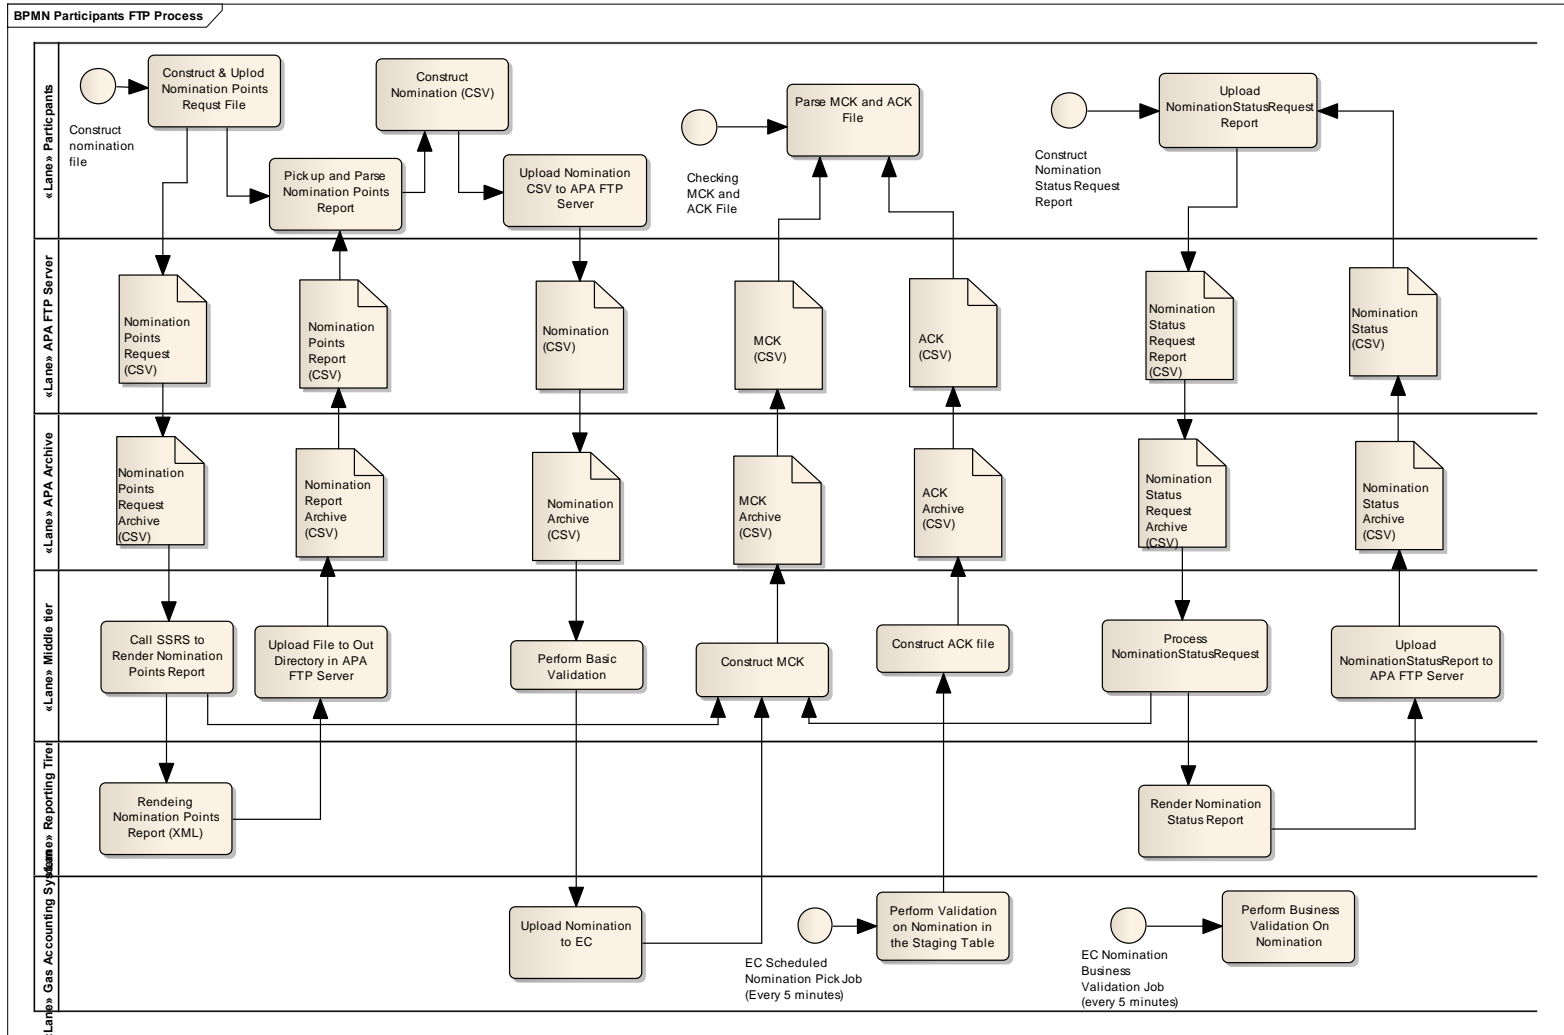 BPMN Participants FTP Process
«Lane» Particpants
Construct
nomination
file
Construct & Uplod
Nomination Points
Requst File
Pick up and Parse
Nomination Points
Report
Construct
Nomination (CSV)
Upload Nomination
CSV to APA FTP
Server
Checking
MCK and
ACK File
Parse MCK and ACK
File
Construct
Nomination
Status Request
Report
Upload
NominationStatusRequest
Report
«Lane» APA FTP Server
Nomination
Points
Request
(CSV)
Nomination
Points
Report
(CSV)
Nomination
(CSV)
MCK
(CSV)
ACK
(CSV)
Nomination
Status
Request
Report
(CSV)
Nomination
Status
(CSV)
«Lane» APA Archive
Nomination
Points
Request
Archive
(CSV)
Nomination
Report
Archive
(CSV)
Nomination
Archive
(CSV)
MCK
Archive
(CSV)
ACK
Archive
(CSV)
Nomination
Status
Request
Archive
(CSV)
Nomination
Status
Archive
(CSV)
«Lane» Middle tier
Call SSRS to
Render Nomination
Points Report
Upload File to Out
Directory in APA
FTP Server
Perform Basic
Validation
Construct MCK
Construct ACK file
Process
NominationStatusRequest
Upload
NominationStatusReport to
APA FTP Server
«Lane» Reporting Tirer
Rendeing
Nomination Points
Report (XML)
Render Nomination
Status Report
«Lane» Gas Accounting System
Upload Nomination
to EC
EC Scheduled
Nomination Pick Job
(Every 5 minutes)
Perform Validation
on Nomination in
the Staging Table
EC Nomination
Business
Validation Job
(every 5 minutes)
Perform Business
Validation On
Nomination